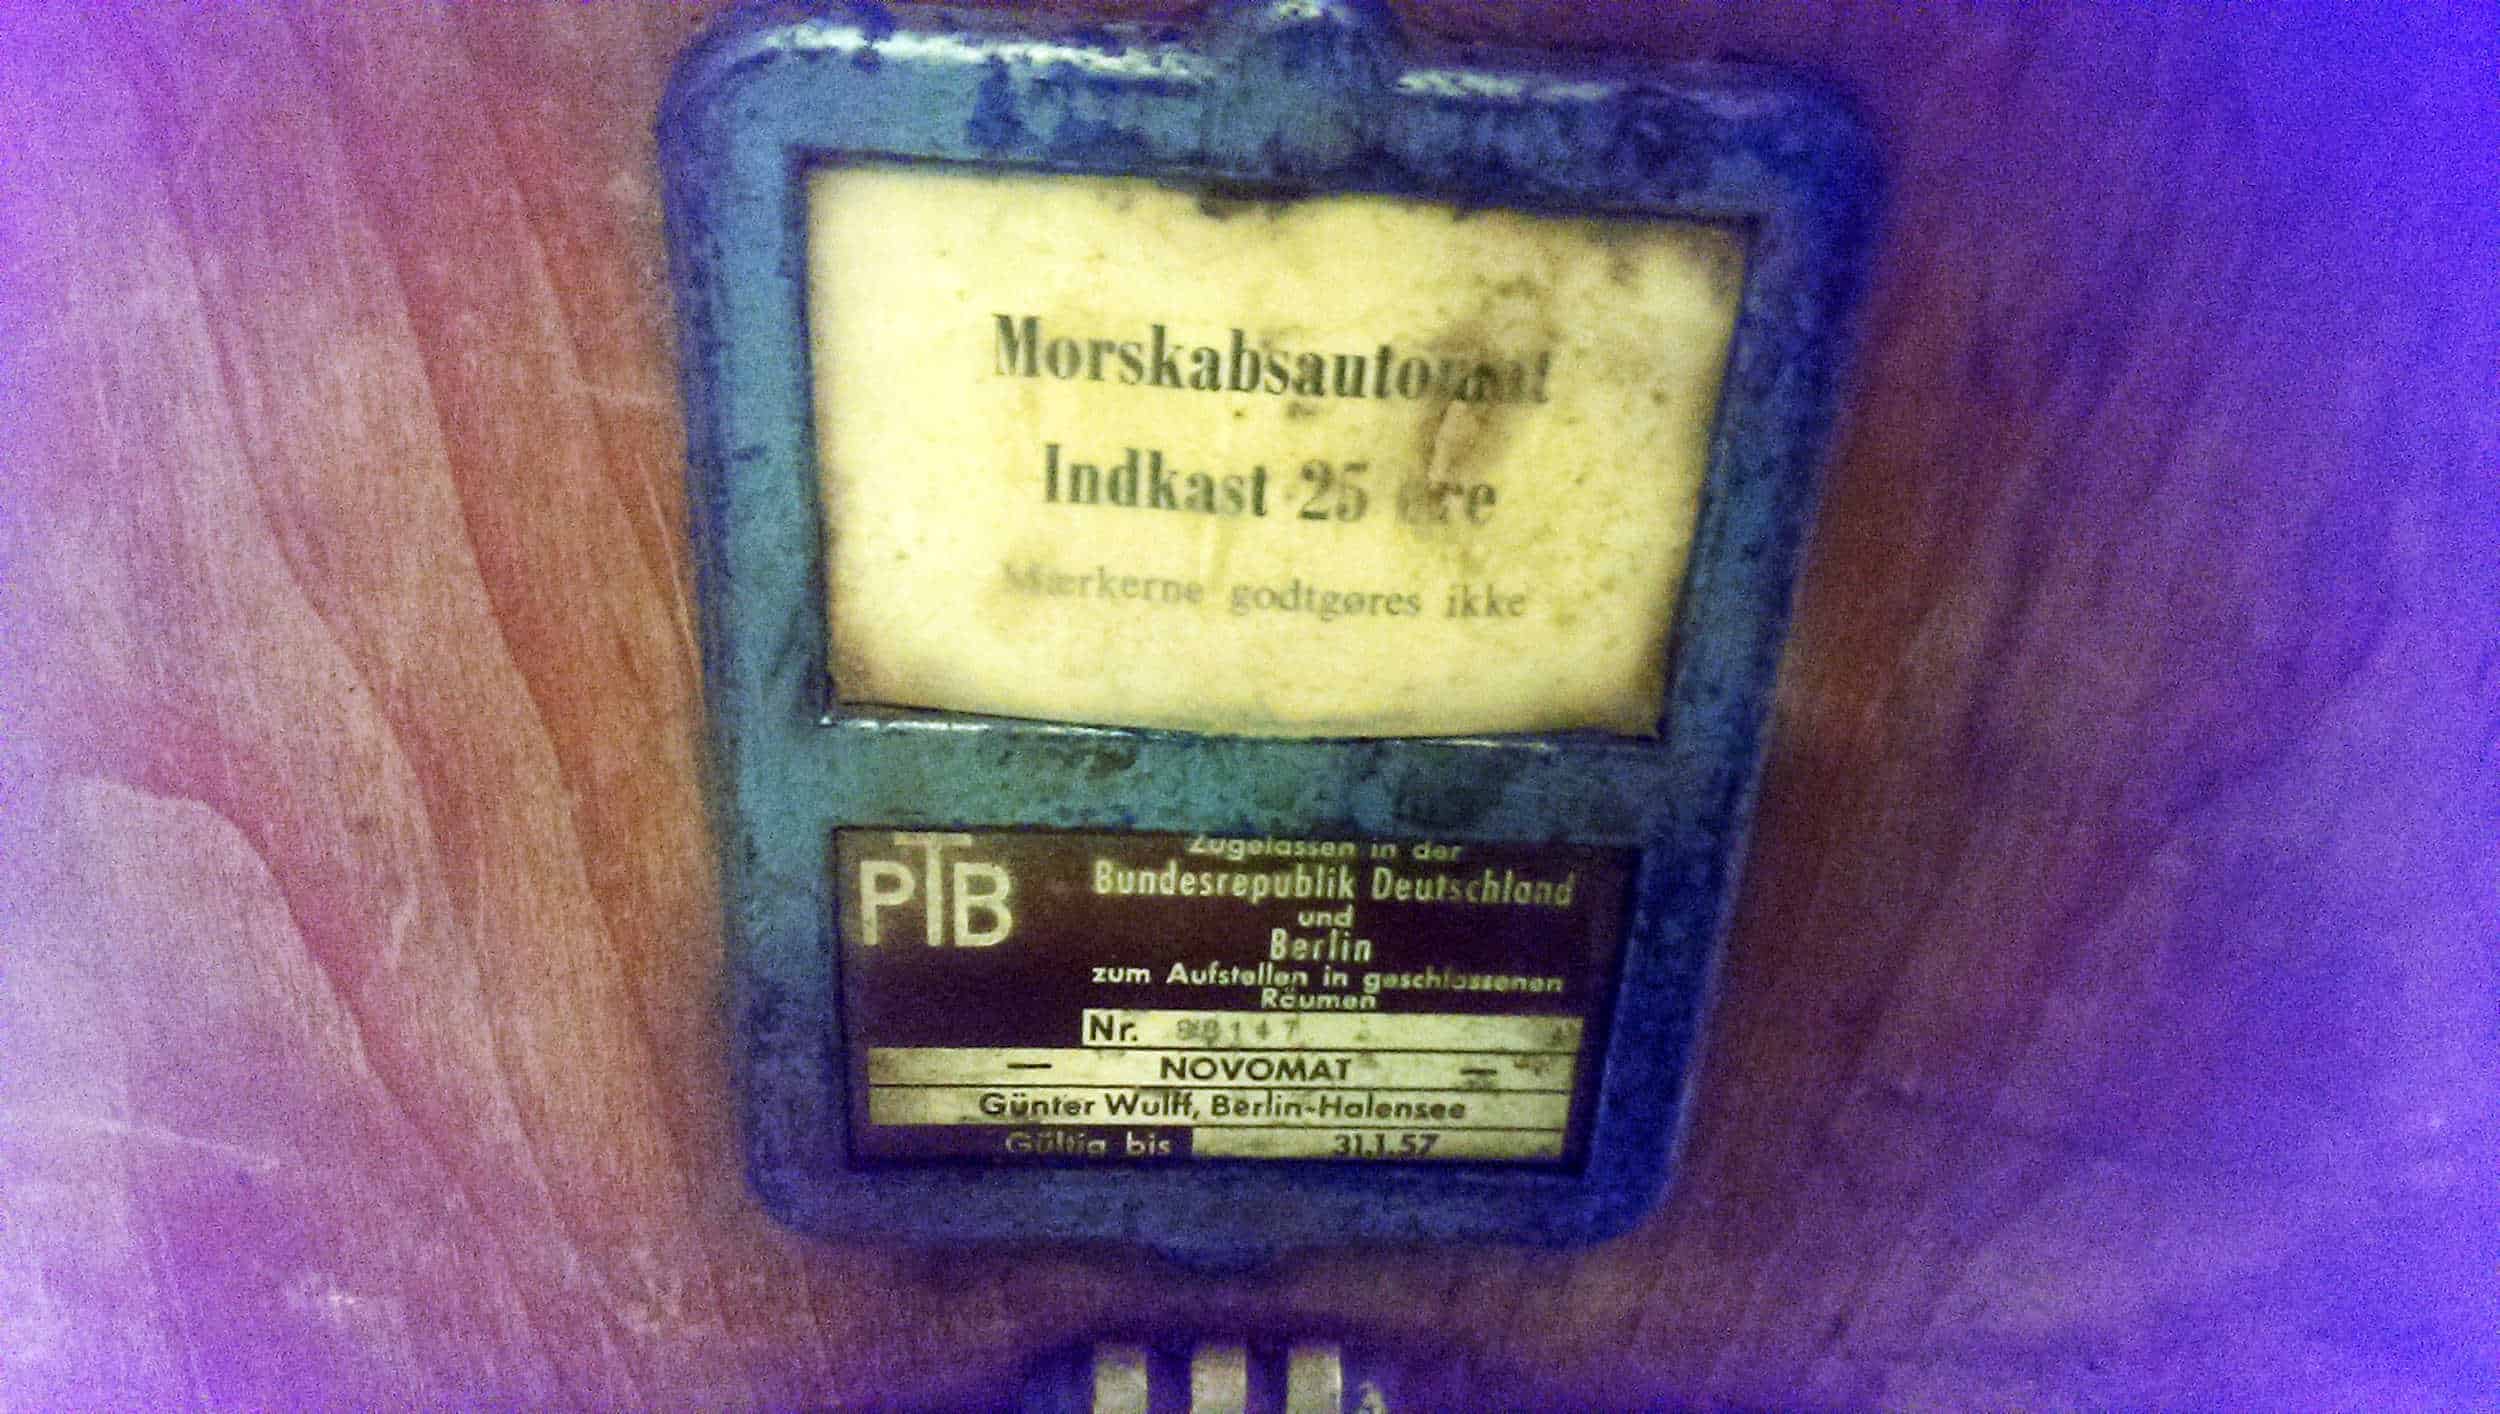 Morskabsautomat
Indkast 25 øre
Mærkerne godtgøres ikke
PTB
Zugelassen in der
Bundesrepublik Deutschland
und
Berlin
zum Aufstellen in geschlossenen
Räumen
Nr.
— NOVOMAT —
Günter Wulff, Berlin-Halensee
Gültig bis 31.1.57